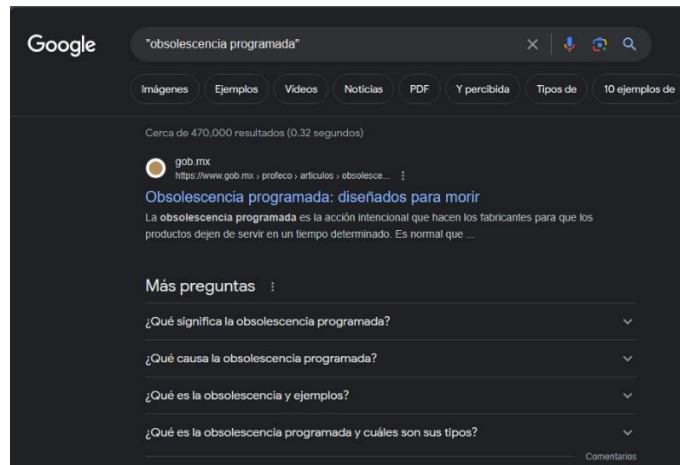 Google
"obsolescencia programada"
Imágenes Ejemplos Videos Noticias PDF Y percibida Tipos de 10 ejemplos de
Cerca de 470,000 resultados (0.32 segundos)
gob.mx
https://www.gob.mx › profeco › articulos › obsolesce...
Obsolescencia programada: diseñados para morir
La obsolescencia programada es la acción intencional que hacen los fabricantes para que los
productos dejen de servir en un tiempo determinado. Es normal que ...
Más preguntas
¿Qué significa la obsolescencia programada?
¿Qué causa la obsolescencia programada?
¿Qué es la obsolescencia y ejemplos?
¿Qué es la obsolescencia programada y cuáles son sus tipos?
Comentarios